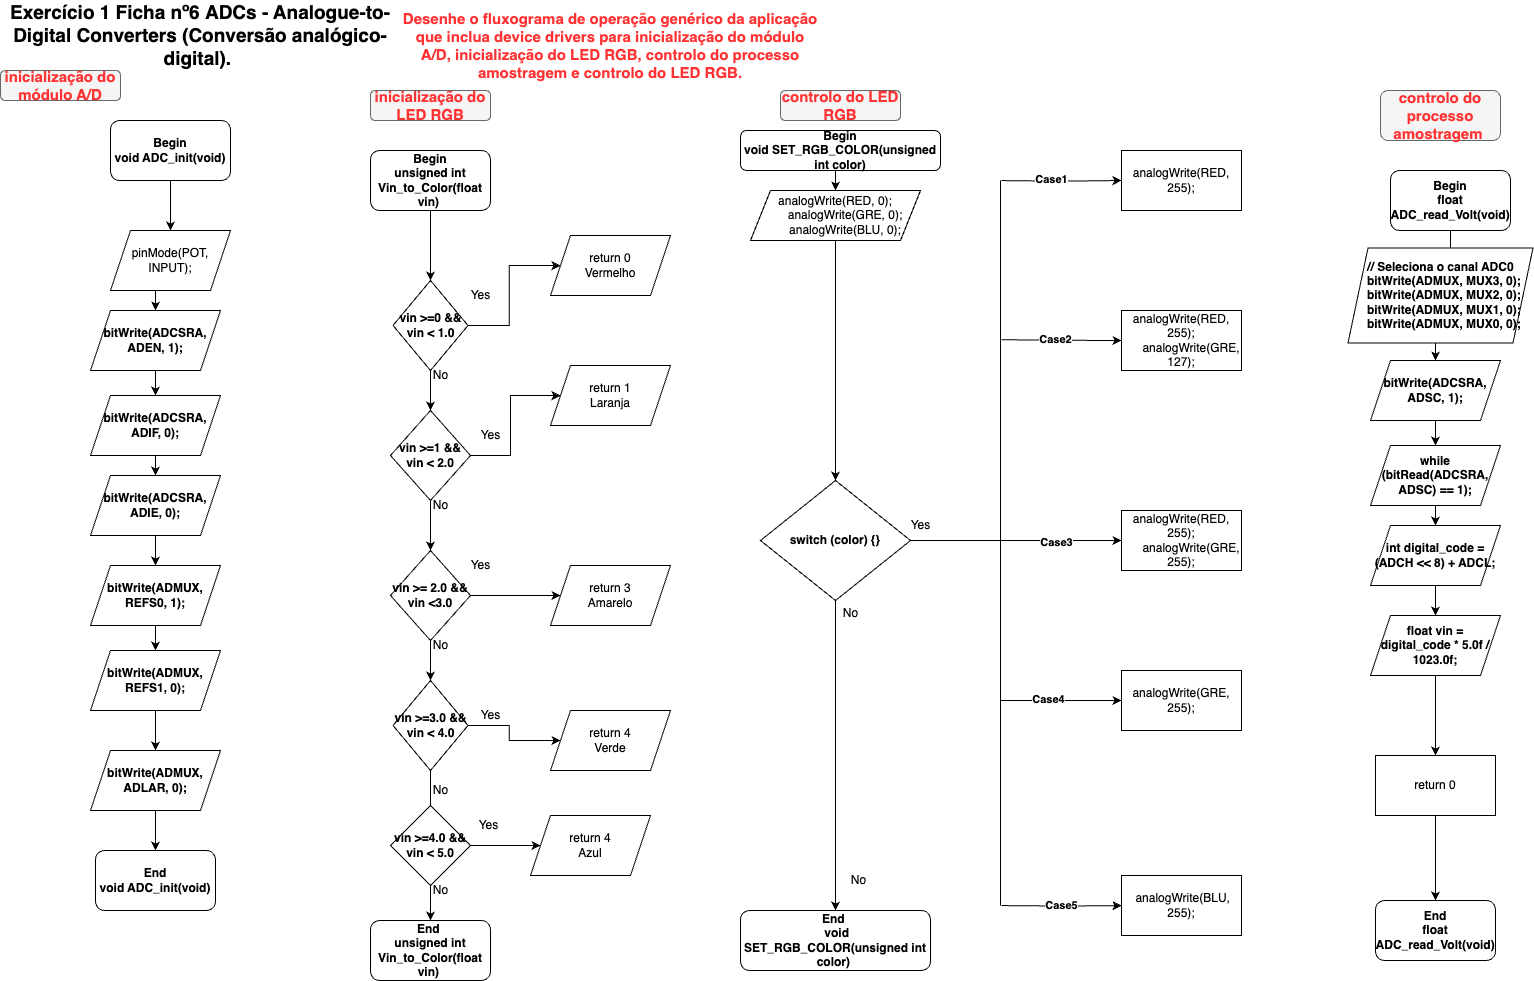 Exercício 1 Ficha nº6 ADCs - Analogue-to-
Digital Converters (Conversão analógico-
digital).
Desenhe o fluxograma de operação genérico da aplicação
que inclua device drivers para inicialização do módulo
A/D, inicialização do LED RGB, controlo do processo
amostragem e controlo do LED RGB.
inicialização do
módulo A/D
Begin
void ADC_init(void)
pinMode(POT,
INPUT);
bitWrite(ADCSRA,
ADEN, 1);
bitWrite(ADCSRA,
ADIF, 0);
bitWrite(ADCSRA,
ADIE, 0);
bitWrite(ADMUX,
REFS0, 1);
bitWrite(ADMUX,
REFS1, 0);
bitWrite(ADMUX,
ADLAR, 0);
End
void ADC_init(void)
inicialização do
LED RGB
Begin
unsigned int
Vin_to_Color(float
vin)
vin >=0 &&
vin < 1.0
Yes
return 0
Vermelho
No
vin >=1 &&
vin < 2.0
Yes
return 1
Laranja
No
vin >= 2.0 &&
vin <3.0
Yes
return 3
Amarelo
No
vin >=3.0 &&
vin < 4.0
Yes
return 4
Verde
No
vin >=4.0 &&
vin < 5.0
Yes
return 4
Azul
No
End
unsigned int
Vin_to_Color(float
vin)
controlo do LED
RGB
Begin
void SET_RGB_COLOR(unsigned
int color)
analogWrite(RED, 0);
analogWrite(GRE, 0);
analogWrite(BLU, 0);
switch (color) {}
Yes
No
No
Case1
analogWrite(RED,
255);
Case2
analogWrite(RED,
255);
analogWrite(GRE,
127);
Case3
analogWrite(RED,
255);
analogWrite(GRE,
255);
Case4
analogWrite(GRE,
255);
Case5
analogWrite(BLU,
255);
End
void
SET_RGB_COLOR(unsigned int
color)
controlo do
processo
amostragem
Begin
float
ADC_read_Volt(void)
// Seleciona o canal ADC0
bitWrite(ADMUX, MUX3, 0);
bitWrite(ADMUX, MUX2, 0);
bitWrite(ADMUX, MUX1, 0);
bitWrite(ADMUX, MUX0, 0);
bitWrite(ADCSRA,
ADSC, 1);
while
(bitRead(ADCSRA,
ADSC) == 1);
int digital_code =
(ADCH << 8) + ADCL;
float vin =
digital_code * 5.0f /
1023.0f;
return 0
End
float
ADC_read_Volt(void)